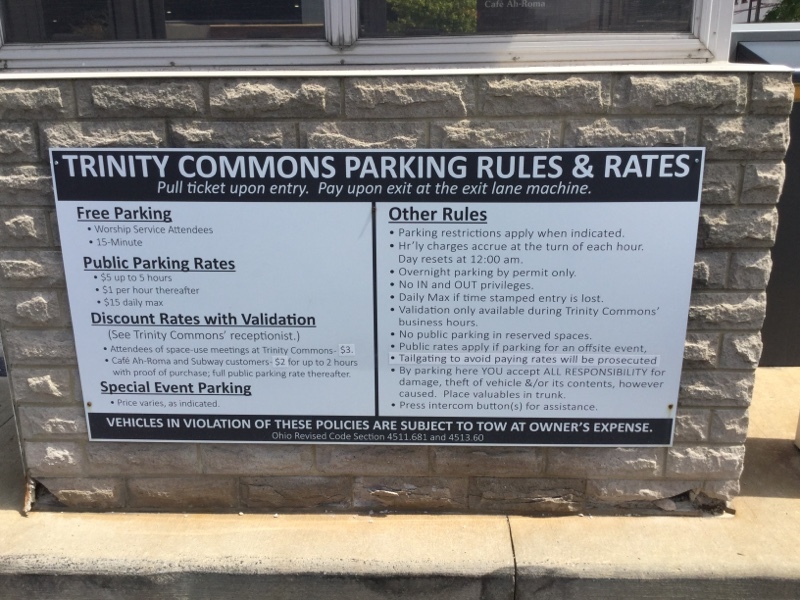 Café Ah-Roma
TRINITY COMMONS PARKING RULES & RATES
Pull ticket upon entry. Pay upon exit at the exit lane machine.
Free Parking
• Worship Service Attendees
• 15-Minute
Public Parking Rates
• $5 up to 5 hours
• $1 per hour thereafter
• $15 daily max
Discount Rates with Validation
(See Trinity Commons' receptionist.)
• Attendees of space-use meetings at Trinity Commons- $3.
• Café Ah-Roma and Subway customers- $2 for up to 2 hours
with proof of purchase; full public parking rate thereafter.
Special Event Parking
• Price varies, as indicated.
Other Rules
• Parking restrictions apply when indicated.
• Hr'ly charges accrue at the turn of each hour.
Day resets at 12:00 am.
• Overnight parking by permit only.
• No IN and OUT privileges.
• Daily Max if time stamped entry is lost.
• Validation only available during Trinity Commons'
business hours.
• No public parking in reserved spaces.
• Public rates apply if parking for an offsite event,
• Tailgating to avoid paying rates will be prosecuted
• By parking here YOU accept ALL RESPONSIBILITY for
damage, theft of vehicle &/or its contents, however
caused. Place valuables in trunk.
• Press intercom button(s) for assistance.
VEHICLES IN VIOLATION OF THESE POLICIES ARE SUBJECT TO TOW AT OWNER'S EXPENSE.
Ohio Revised Code Section 4511.681 and 4513.60